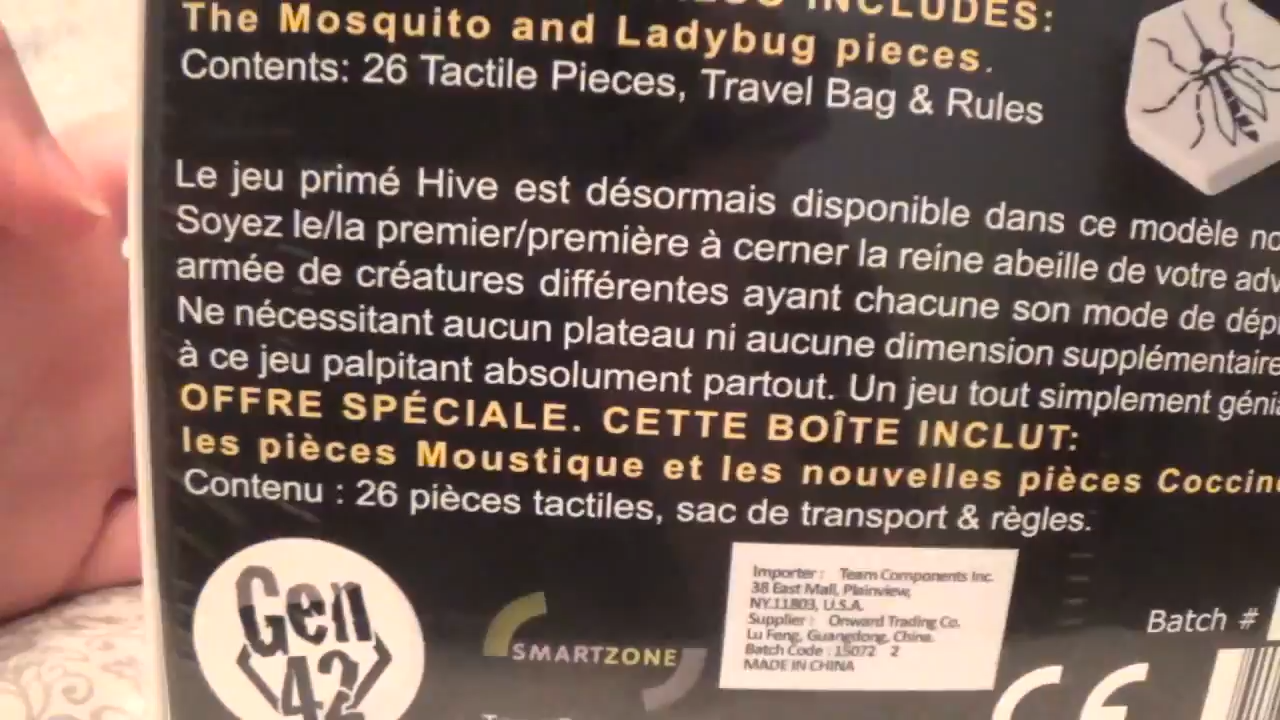 INCLUDES:
The Mosquito and Ladybug pieces.
Contents: 26 Tactile Pieces, Travel Bag & Rules
Le jeu primé Hive est désormais disponible dans ce modèle
Soyez le/la premier/première à cerner la reine abeille de votre
armée de créatures différentes ayant chacune son mode de
Ne nécessitant aucun plateau ni aucune dimension supplémentaire
à ce jeu palpitant absolument partout. Un jeu tout simplement
OFFRE SPÉCIALE. CETTE BOÎTE INCLUT:
les pièces Moustique et les nouvelles pièces
Contenu : 26 pièces tactiles, sac de transport & règles.
Gen
42
SMARTZONE
Importer : Team Components Inc.
38 East Mall, Plainview,
NY.11803, U.S.A.
Supplier : Onward Trading Co.
Lu Feng, Guangdong, China.
Batch Code : 15072 2
MADE IN CHINA
Batch #
CE